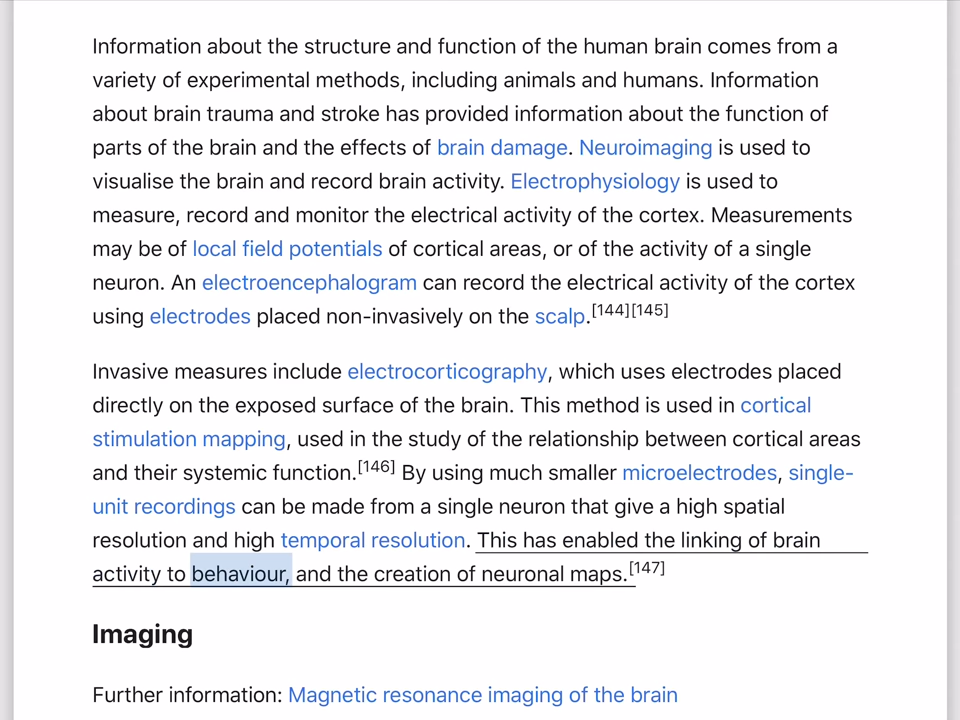 Information about the structure and function of the human brain comes from a
variety of experimental methods, including animals and humans. Information
about brain trauma and stroke has provided information about the function of
parts of the brain and the effects of brain damage. Neuroimaging is used to
visualise the brain and record brain activity. Electrophysiology is used to
measure, record and monitor the electrical activity of the cortex. Measurements
may be of local field potentials of cortical areas, or of the activity of a single
neuron. An electroencephalogram can record the electrical activity of the cortex
using electrodes placed non-invasively on the scalp.[144][145]
Invasive measures include electrocorticography, which uses electrodes placed
directly on the exposed surface of the brain. This method is used in cortical
stimulation mapping, used in the study of the relationship between cortical areas
and their systemic function.[146] By using much smaller microelectrodes, single-
unit recordings can be made from a single neuron that give a high spatial
resolution and high temporal resolution. This has enabled the linking of brain
activity to behaviour, and the creation of neuronal maps.[147]
Imaging
Further information: Magnetic resonance imaging of the brain